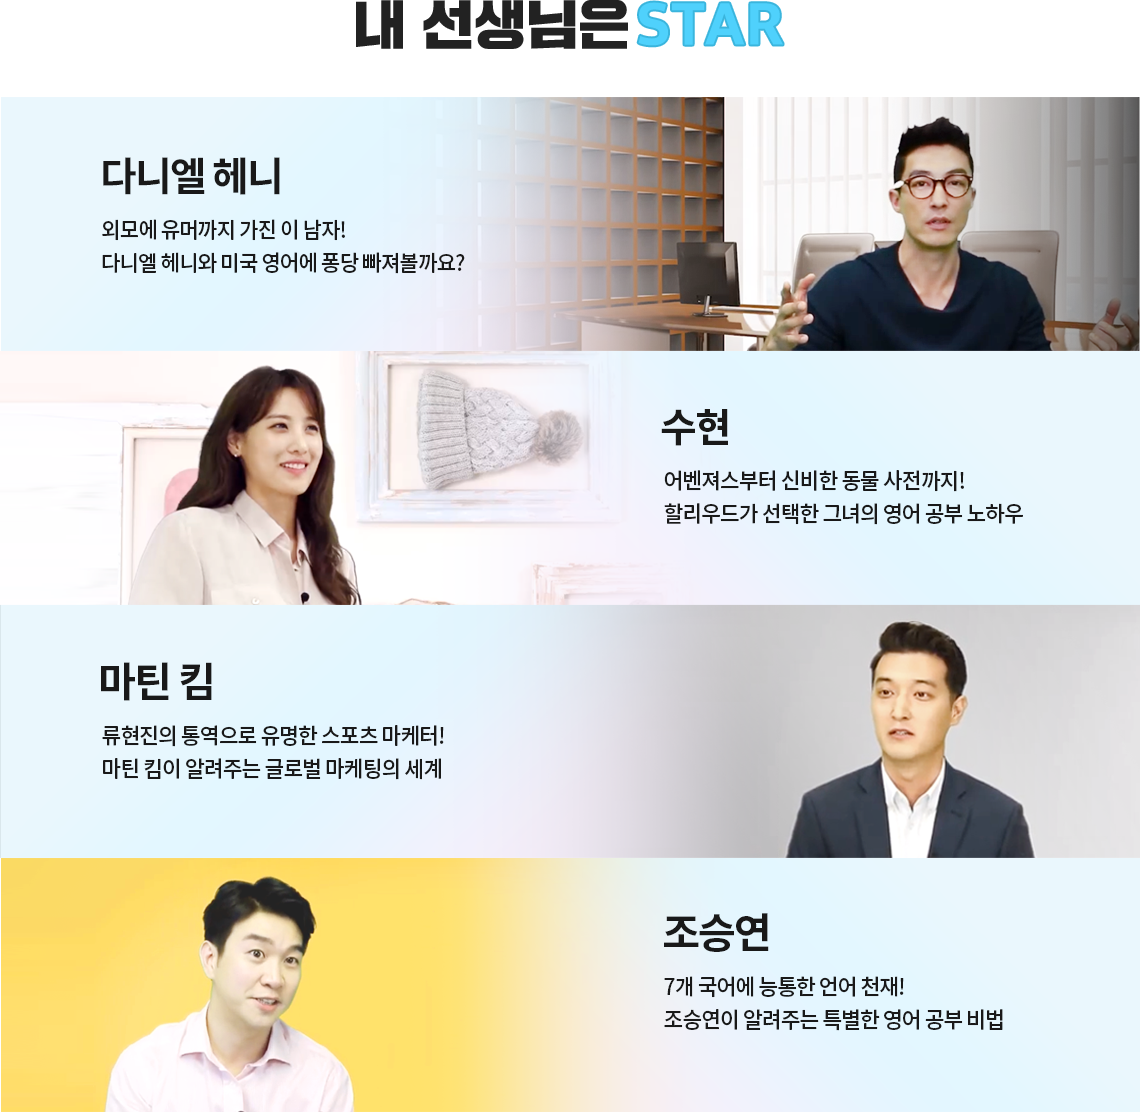 내 선생님은 STAR
다니엘 헤니
외모에 유머까지 가진 이 남자!
다니엘 헤니와 미국 영어에 퐁당 빠져볼까요?
수현
어벤져스부터 신비한 동물 사전까지!
할리우드가 선택한 그녀의 영어 공부 노하우
마틴 킴
류현진의 통역으로 유명한 스포츠 마케터!
마틴 킴이 알려주는 글로벌 마케팅의 세계
조승연
7개 국어에 능통한 언어 천재!
조승연이 알려주는 특별한 영어 공부 비법